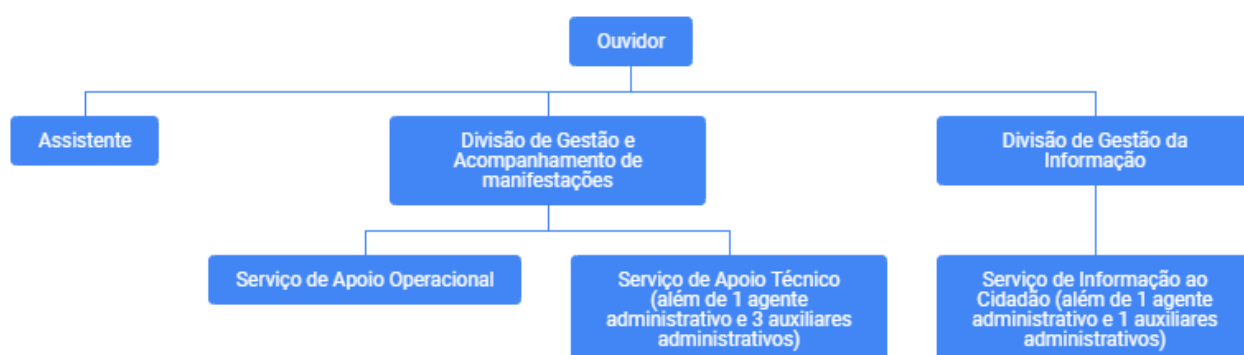 Ouvidor
Assistente
Divisão de Gestão e
Acompanhamento de
manifestações
Divisão de Gestão da
Informação
Serviço de Apoio Operacional
Serviço de Apoio Técnico
(além de 1 agente
administrativo e 3 auxiliares
administrativos)
Serviço de Informação ao
Cidadão (além de 1 agente
administrativo e 1 auxiliares
administrativos)